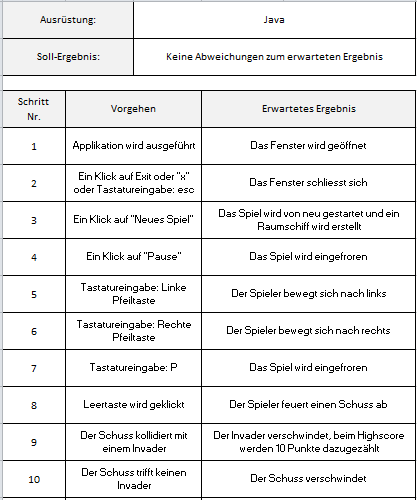 Ausrüstung: Java
Soll-Ergebnis: Keine Abweichungen zum erwarteten Ergebnis
Schritt
Nr.
Vorgehen
Erwartetes Ergebnis
1
Applikation wird ausgeführt
Das Fenster wird geöffnet
2
Ein Klick auf Exit oder "x"
oder Tastatureingabe: esc
Das Fenster schliesst sich
3
Ein Klick auf "Neues Spiel"
Das Spiel wird von neu gestartet und ein
Raumschiff wird erstellt
4
Ein Klick auf "Pause"
Das Spiel wird eingefroren
5
Tastatureingabe: Linke
Pfeiltaste
Der Spieler bewegt sich nach links
6
Tastatureingabe: Rechte
Pfeiltaste
Der Spieler bewegt sich nach rechts
7
Tastatureingabe: P
Das Spiel wird eingefroren
8
Leertaste wird geklickt
Der Spieler feuert einen Schuss ab
9
Der Schuss kollidiert mit
einem Invader
Der Invader verschwindet, beim Highscore
werden 10 Punkte dazugezählt
10
Der Schuss trifft keinen
Invader
Der Schuss verschwindet